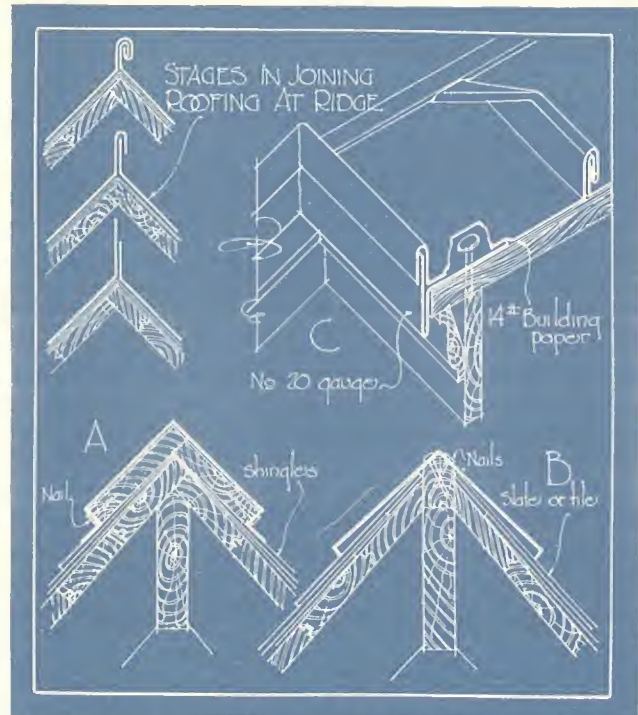 STAGES IN JOINING
ROOFING AT RIDGE
14# Building
paper
C
No 20 gauge
A
Nail
shingles
Nails
B
Slate or tile